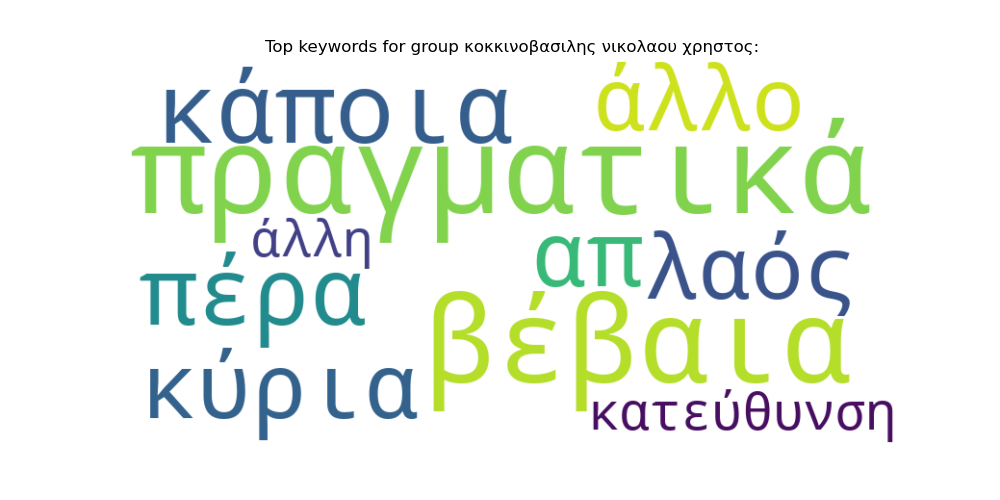 Top keywords for group κοκκινοβασιλης νικολαου χρηστος:
κάποια άλλο
πραγματικά
άλλη απ λαός
πέρα
βέβαια
κύρια
κατεύθυνση